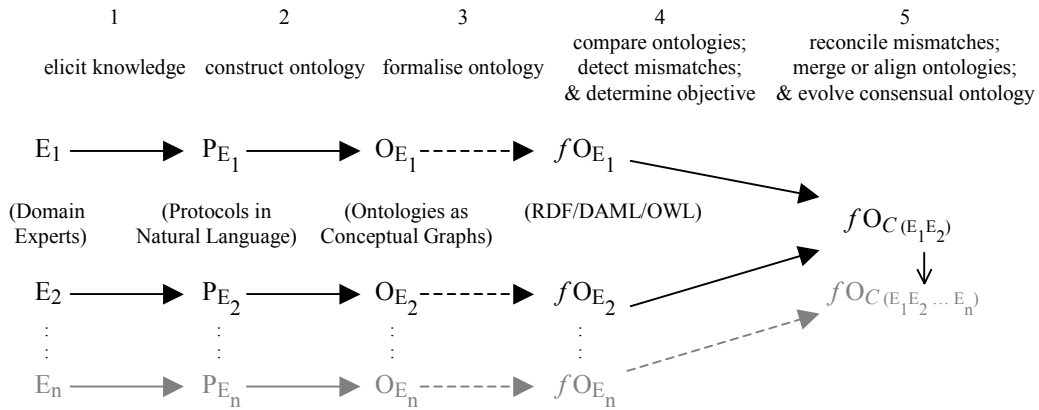 1 2 3 4 5
compare ontologies; reconcile mismatches;
elicit knowledge construct ontology formalise ontology detect mismatches; merge or align ontologies;
& determine objective & evolve consensual ontology
E1 PE1 OE1 fOE1
(Domain (Protocols in (Ontologies as (RDF/DAML/OWL)
Experts) Natural Language) Conceptual Graphs)
fOC (E1E2)
E2 PE2 OE2 fOE2 fOC (E1E2 … En)
En PEn OEn fOEn